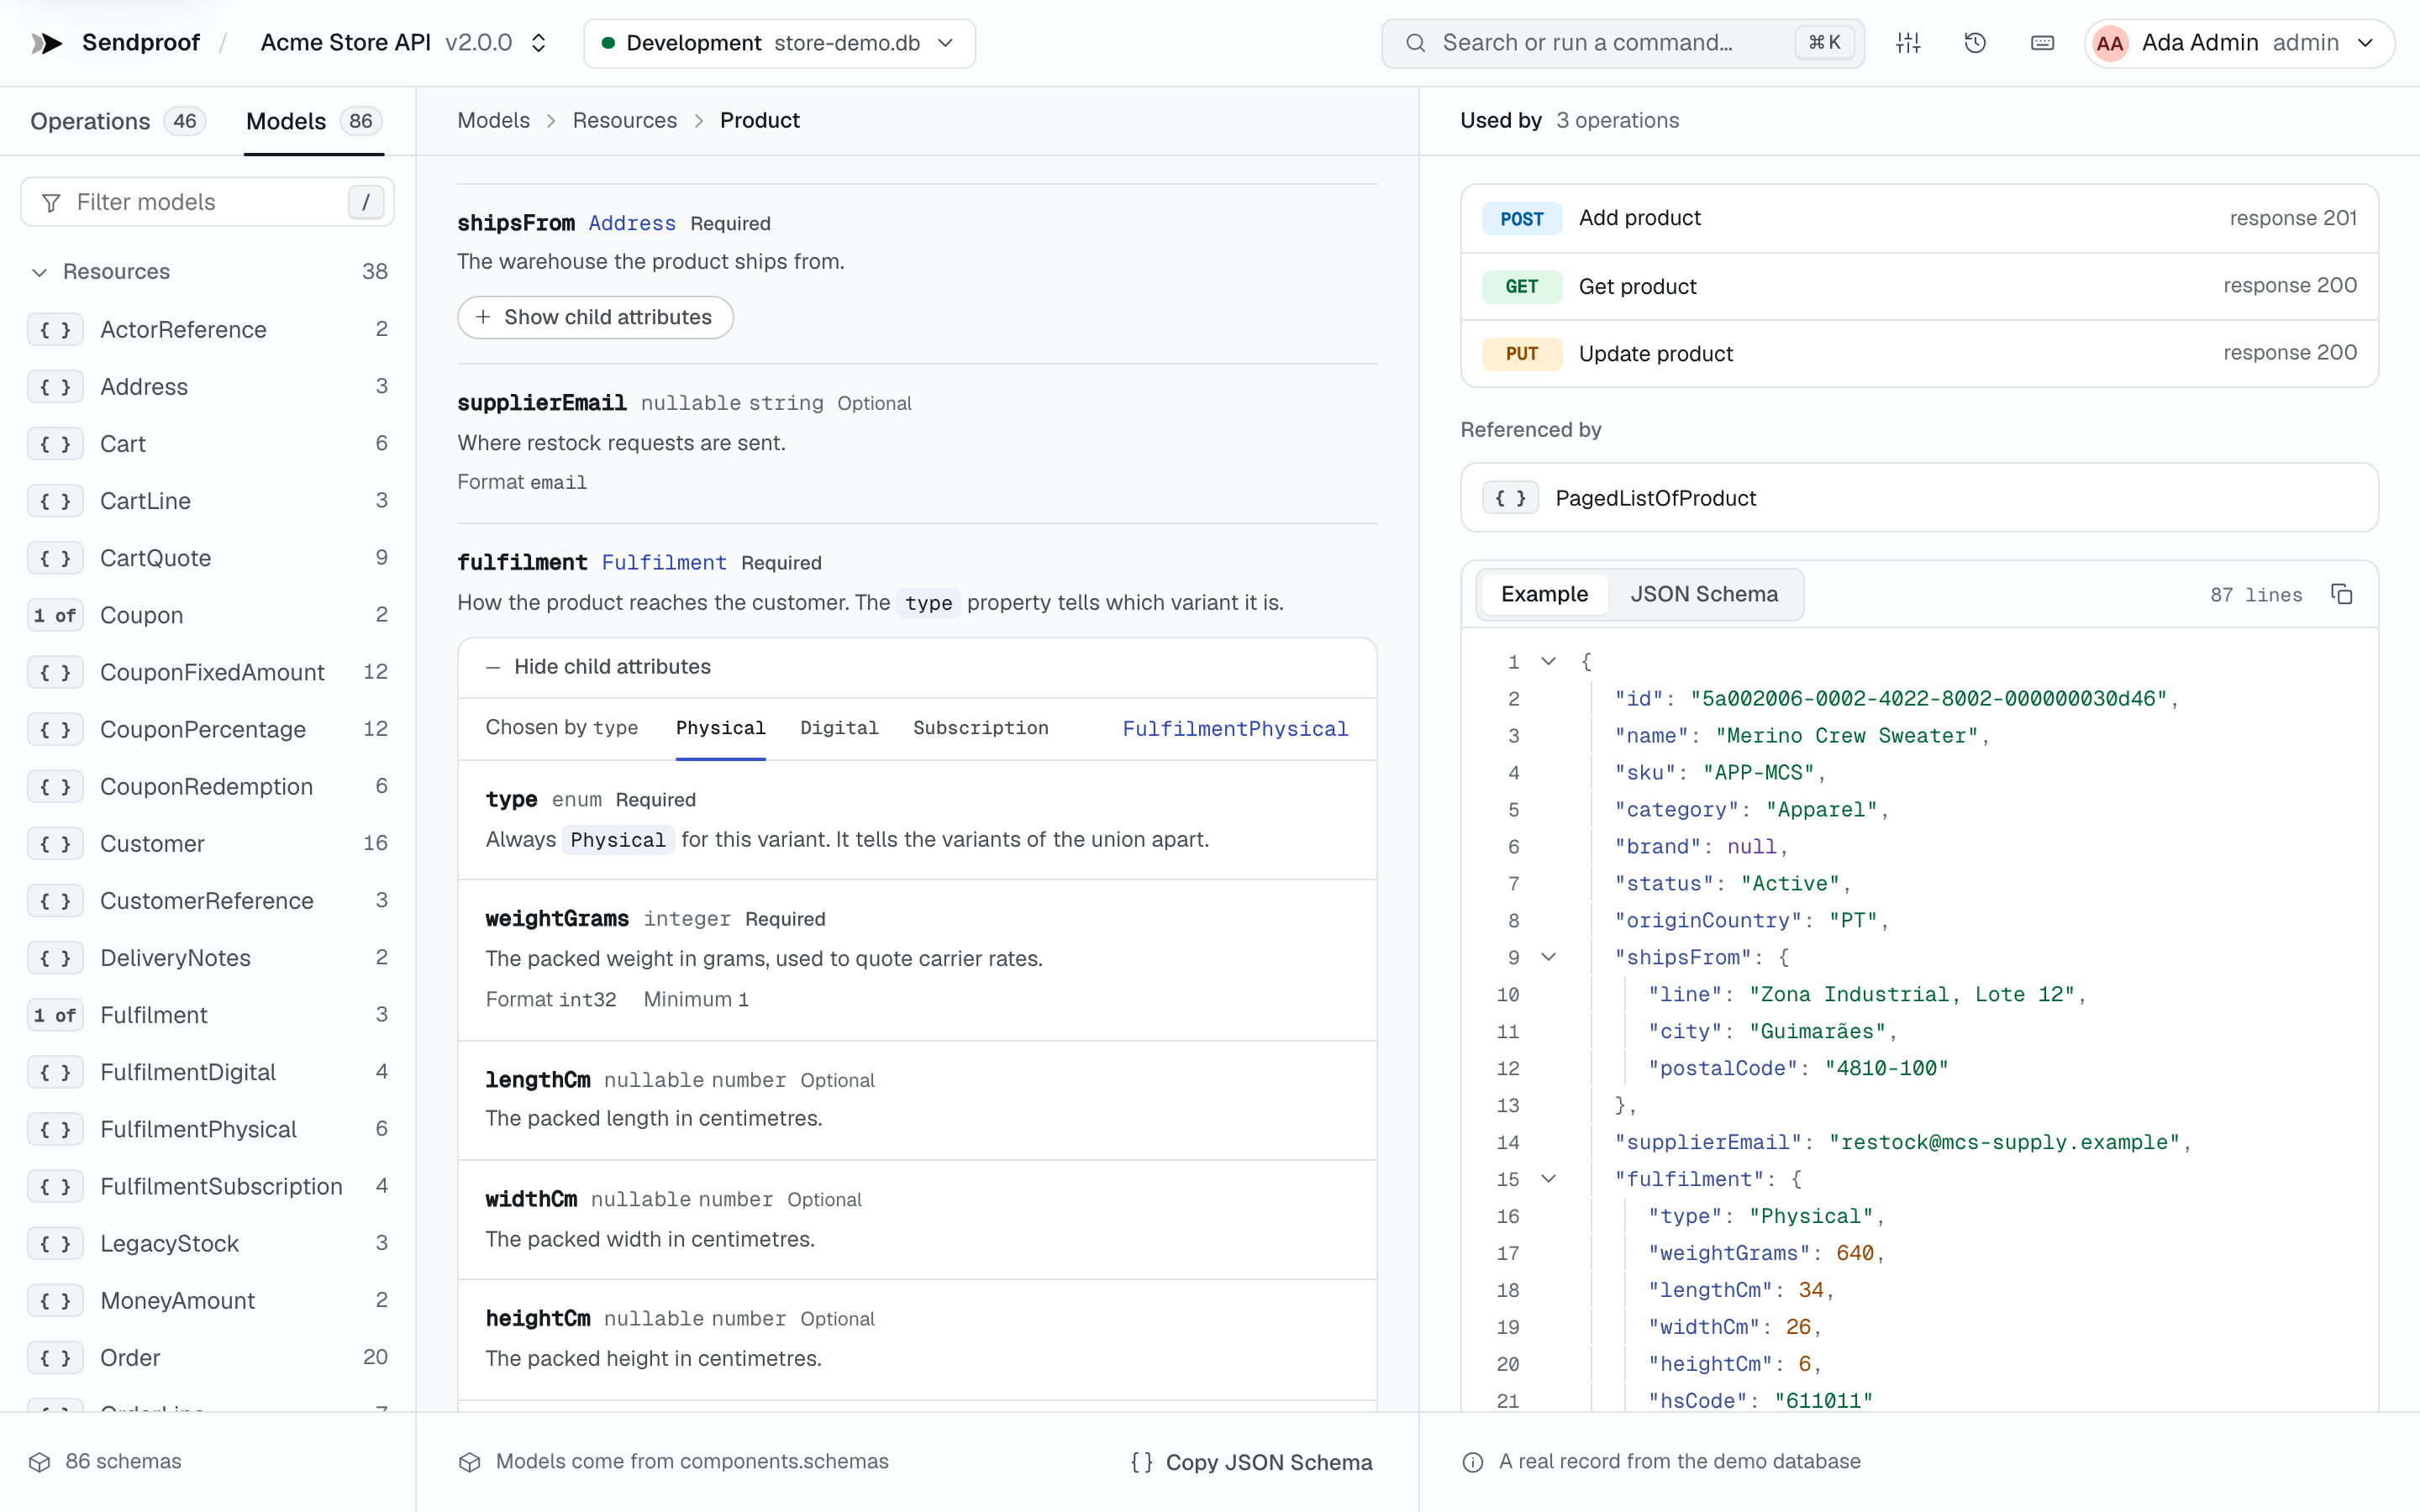 Sendproof / Acme Store API v2.0.0 Development store-demo.db Search or run a command... ⌘K AA Ada Admin admin
Operations 46 Models 86
Filter models /
Resources 38
{ } ActorReference 2
{ } Address 3
{ } Cart 6
{ } CartLine 3
{ } CartQuote 9
1 of Coupon 2
{ } CouponFixedAmount 12
{ } CouponPercentage 12
{ } CouponRedemption 6
{ } Customer 16
{ } CustomerReference 3
{ } DeliveryNotes 2
1 of Fulfilment 3
{ } FulfilmentDigital 4
{ } FulfilmentPhysical 6
{ } FulfilmentSubscription 4
{ } LegacyStock 3
{ } MoneyAmount 2
{ } Order 20
86 schemas
Models > Resources > Product
shipsFrom Address Required
The warehouse the product ships from.
+ Show child attributes
supplierEmail nullable string Optional
Where restock requests are sent.
Format email
fulfilment Fulfilment Required
How the product reaches the customer. The type property tells which variant it is.
— Hide child attributes
Chosen by type Physical Digital Subscription FulfilmentPhysical
type enum Required
Always Physical for this variant. It tells the variants of the union apart.
weightGrams integer Required
The packed weight in grams, used to quote carrier rates.
Format int32 Minimum 1
lengthCm nullable number Optional
The packed length in centimetres.
widthCm nullable number Optional
The packed width in centimetres.
heightCm nullable number Optional
The packed height in centimetres.
Models come from components.schemas { } Copy JSON Schema
Used by 3 operations
POST Add product response 201
GET Get product response 200
PUT Update product response 200
Referenced by
{ } PagedListOfProduct
Example JSON Schema 87 lines
1 {
2 "id": "5a002006-0002-4022-8002-000000030d46",
3 "name": "Merino Crew Sweater",
4 "sku": "APP-MCS",
5 "category": "Apparel",
6 "brand": null,
7 "status": "Active",
8 "originCountry": "PT",
9 "shipsFrom": {
10 "line": "Zona Industrial, Lote 12",
11 "city": "Guimarães",
12 "postalCode": "4810-100"
13 },
14 "supplierEmail": "restock@mcs-supply.example",
15 "fulfilment": {
16 "type": "Physical",
17 "weightGrams": 640,
18 "lengthCm": 34,
19 "widthCm": 26,
20 "heightCm": 6,
21 "hsCode": "611011"
A real record from the demo database